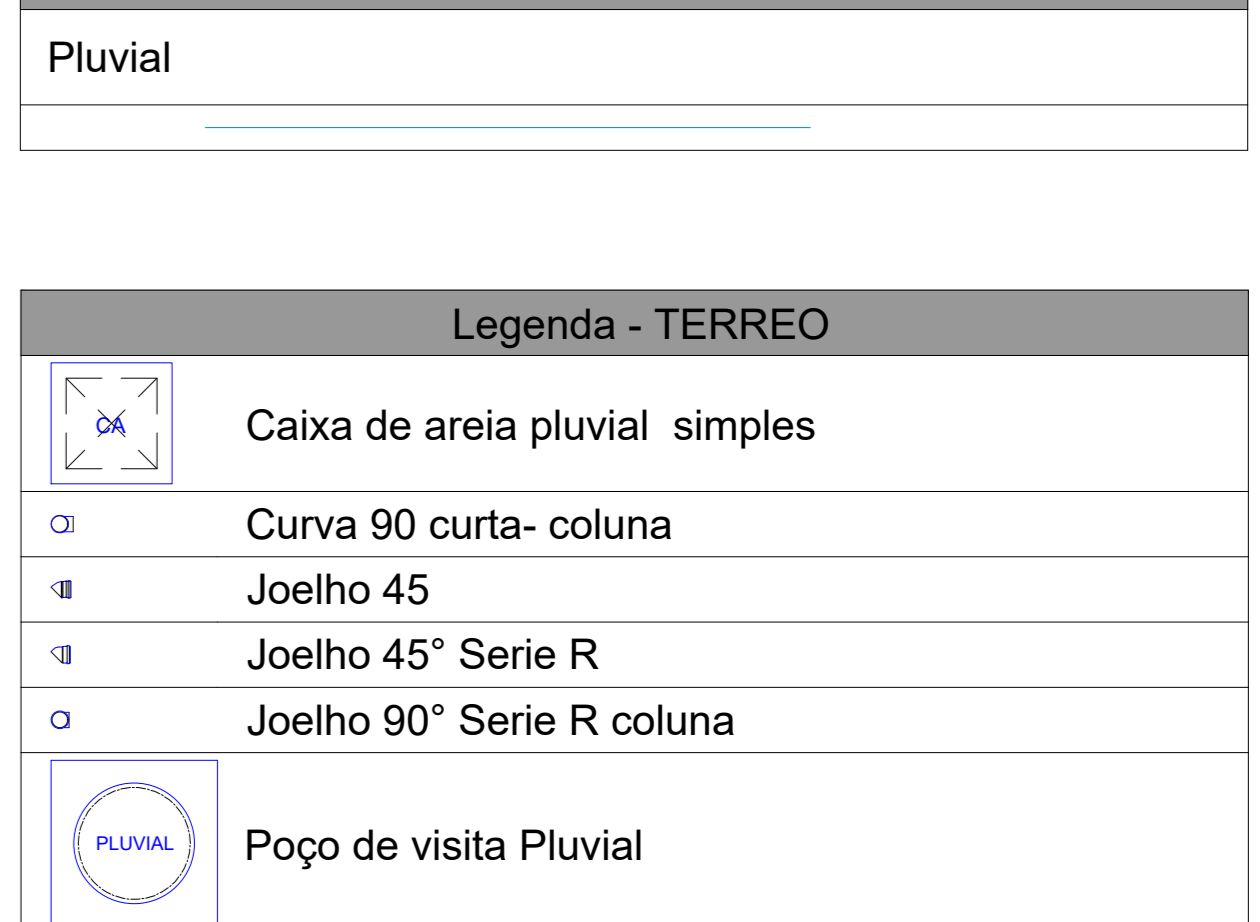 Pluvial
Legenda - TERREO
CA
Caixa de areia pluvial  simples
Curva 90 curta- coluna
Joelho 45
Joelho 45° Serie R
Joelho 90° Serie R coluna
PLUVIAL
Poço de visita Pluvial